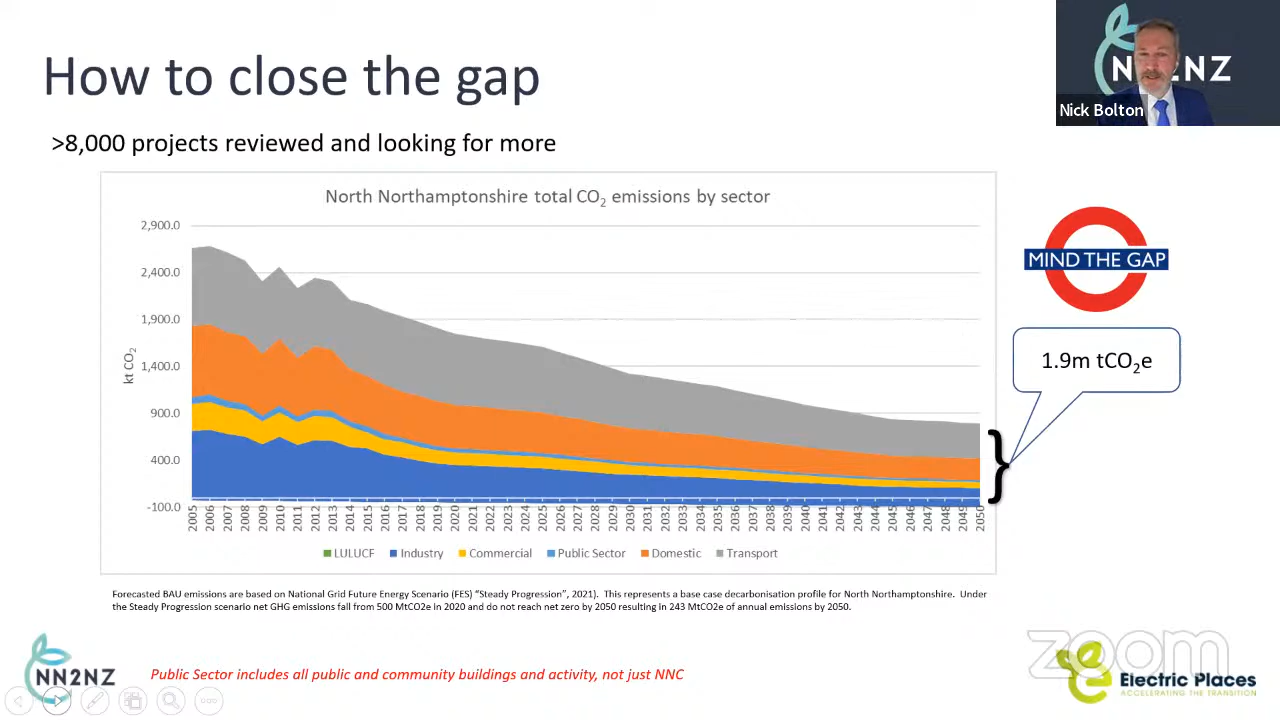 How to close the gap
>8,000 projects reviewed and looking for more
NN2NZ
Nick Bolton
North Northamptonshire total CO₂ emissions by sector
2,900.0
2,400.0
1,900.0
1,400.0
900.0
400.0
-100.0
kt CO₂
2005 2006 2007 2008 2009 2010 2011 2012 2013 2014 2015 2016 2017 2018 2019 2020 2021 2022 2023 2024 2025 2026 2027 2028 2029 2030 2031 2032 2033 2034 2035 2036 2037 2038 2039 2040 2041 2042 2043 2044 2045 2046 2047 2048 2049 2050
LULUCF Industry Commercial Public Sector Domestic Transport
MIND THE GAP
1.9m tCO₂e
Forecasted BAU emissions are based on National Grid Future Energy Scenario (FES) “Steady Progression”, 2021). This represents a base case decarbonisation profile for North Northamptonshire. Under
the Steady Progression scenario net GHG emissions fall from 500 MtCO2e in 2020 and do not reach net zero by 2050 resulting in 243 MtCO2e of annual emissions by 2050.
NN2NZ
Public Sector includes all public and community buildings and activity, not just NNC
zoom
Electric Places
ACCELERATING THE TRANSITION